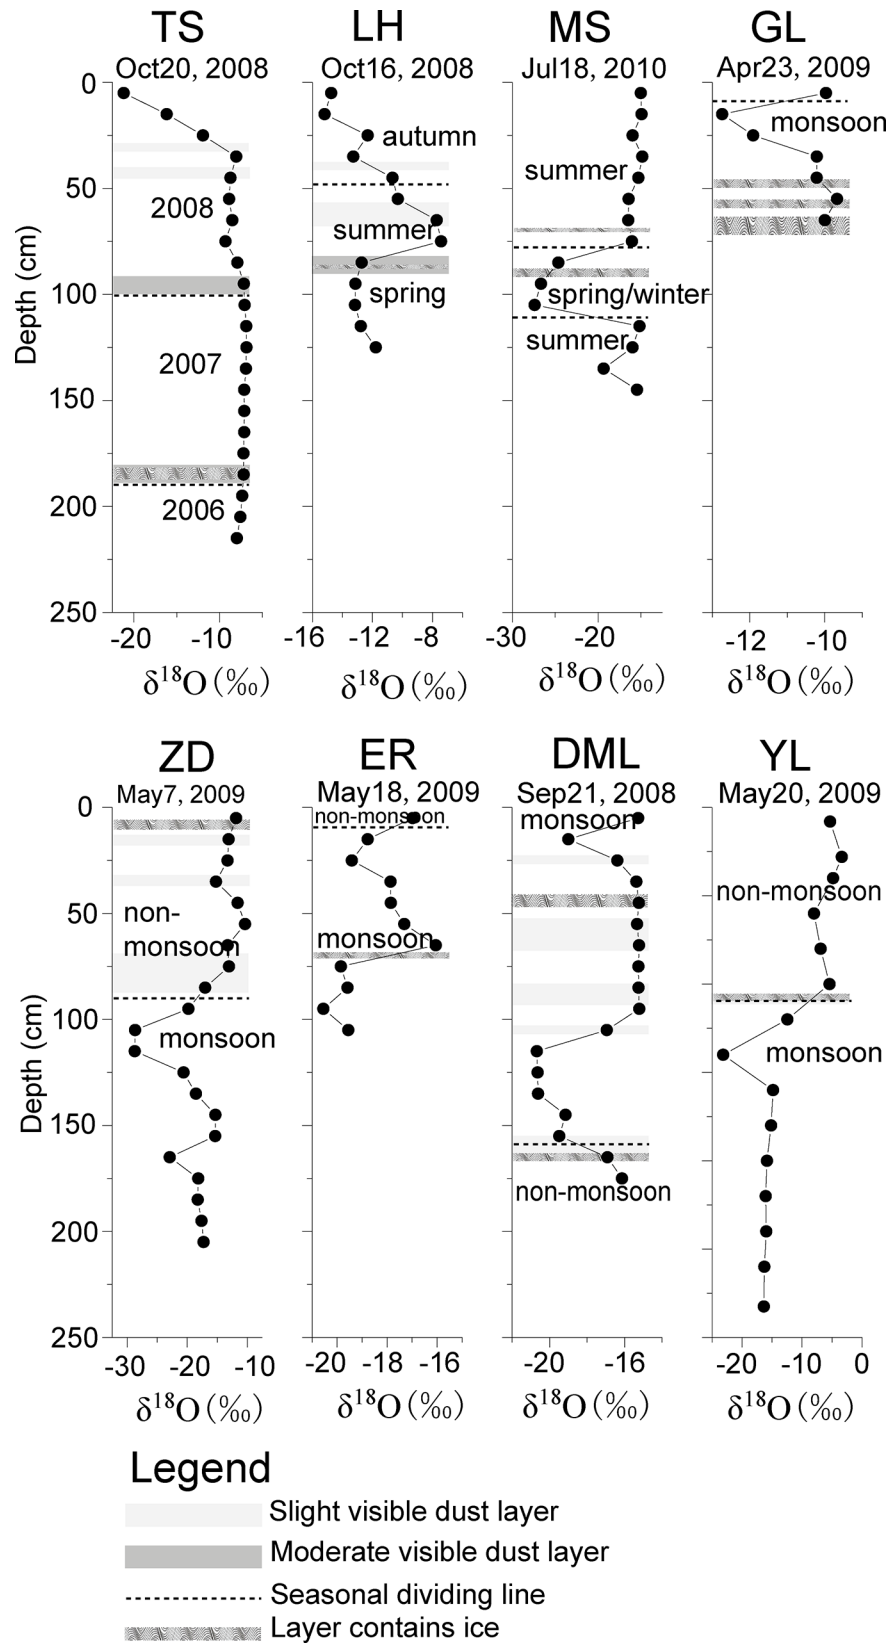 TS LH MS GL
Oct20, 2008 Oct16, 2008 Jul18, 2010 Apr23, 2009
0
autumn monsoon
summer
50
2008
summer
Depth (cm)
100
spring spring/winter
summer
2007
150
200
2006
250
-20 -10 -16 -12 -8 -30 -20 -12 -10
δ18O (‰) δ18O (‰) δ18O (‰) δ18O (‰)
ZD ER DML YL
May7, 2009 May18, 2009 Sep21, 2008 May20, 2009
0
non-monsoon monsoon
non-monsoon
50
non-
monsoon monsoon
Depth (cm)
100
monsoon monsoon
150
non-monsoon
200
250
-30 -20 -10 -20 -18 -16 -20 -16 -20 -10 0
δ18O (‰) δ18O (‰) δ18O (‰) δ18O (‰)
Legend
Slight visible dust layer
Moderate visible dust layer
Seasonal dividing line
Layer contains ice